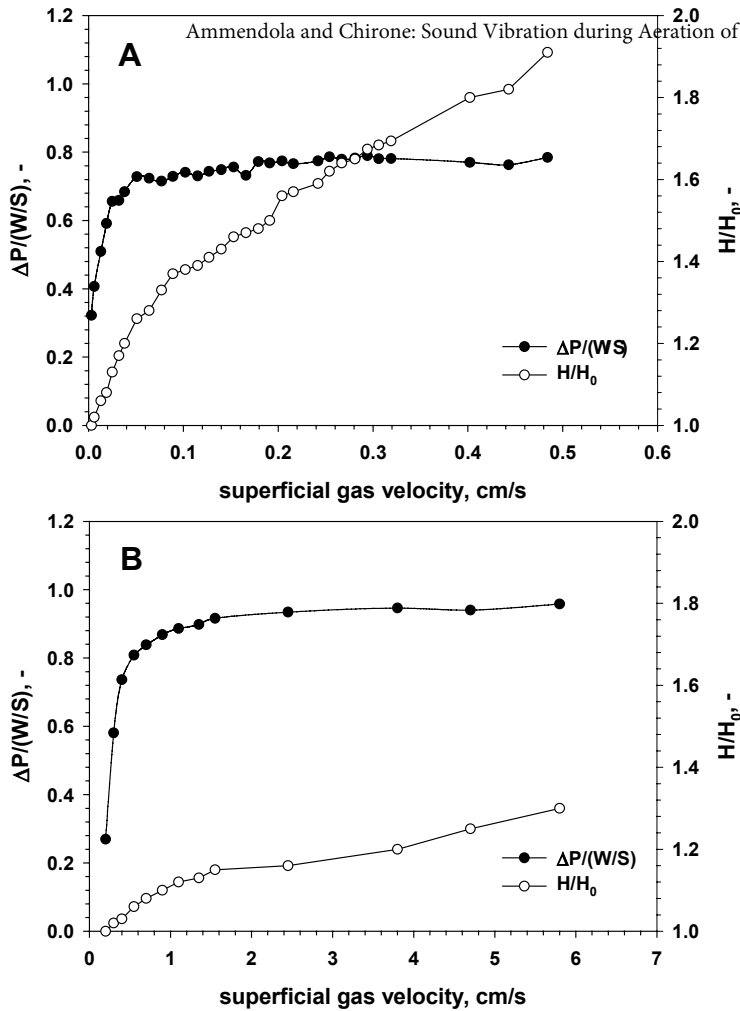 Ammendola and Chirone: Sound Vibration during Aeration of
A
1.2
1.0
0.8
0.6
0.4
0.2
0.0
ΔP/(W/S), -
2.0
1.8
1.6
1.4
1.2
1.0
H/H₀, -
ΔP/(W/S)
H/H₀
0.0 0.1 0.2 0.3 0.4 0.5 0.6
superficial gas velocity, cm/s
B
1.2
1.0
0.8
0.6
0.4
0.2
0.0
ΔP/(W/S), -
2.0
1.8
1.6
1.4
1.2
1.0
H/H₀, -
ΔP/(W/S)
H/H₀
0 1 2 3 4 5 6 7
superficial gas velocity, cm/s